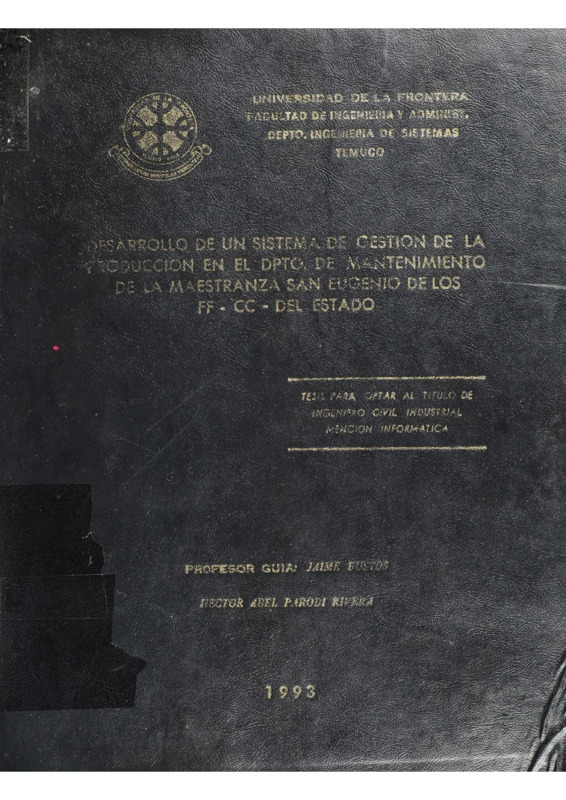 UNIVERSIDAD DE LA FRONTERA
FACULTAD DE INGENIERIA Y ADMINIST.
DEPTO. INGENIERIA DE SISTEMAS
TEMUCO
DESARROLLO DE UN SISTEMA DE GESTION DE LA
PRODUCCION EN EL DPTO. DE MANTENIMIENTO
DE LA MAESTRANZA SAN EUGENIO DE LOS
FF - CC - DEL ESTADO
TESIS PARA OPTAR AL TITULO DE
INGENIERO CIVIL INDUSTRIAL
MENCION INFORMATICA
PROFESOR GUIA: JAIME BUSTOS
HECTOR ABEL PARODI RIVERA
1993